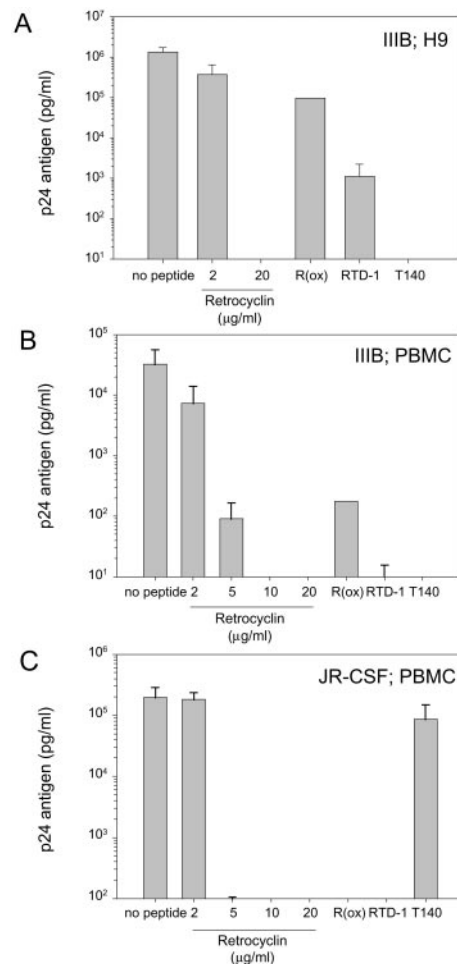 A
IIIB; H9
p24 antigen (pg/ml)
10⁷
10⁶
10⁵
10⁴
10³
10²
10¹
no peptide 2 20 R(ox) RTD-1 T140
Retrocyclin
(μg/ml)
B
IIIB; PBMC
p24 antigen (pg/ml)
10⁵
10⁴
10³
10²
10¹
no peptide 2 5 10 20 R(ox) RTD-1 T140
Retrocyclin
(μg/ml)
C
JR-CSF; PBMC
p24 antigen (pg/ml)
10⁶
10⁵
10⁴
10³
10²
no peptide 2 5 10 20 R(ox) RTD-1 T140
Retrocyclin
(μg/ml)